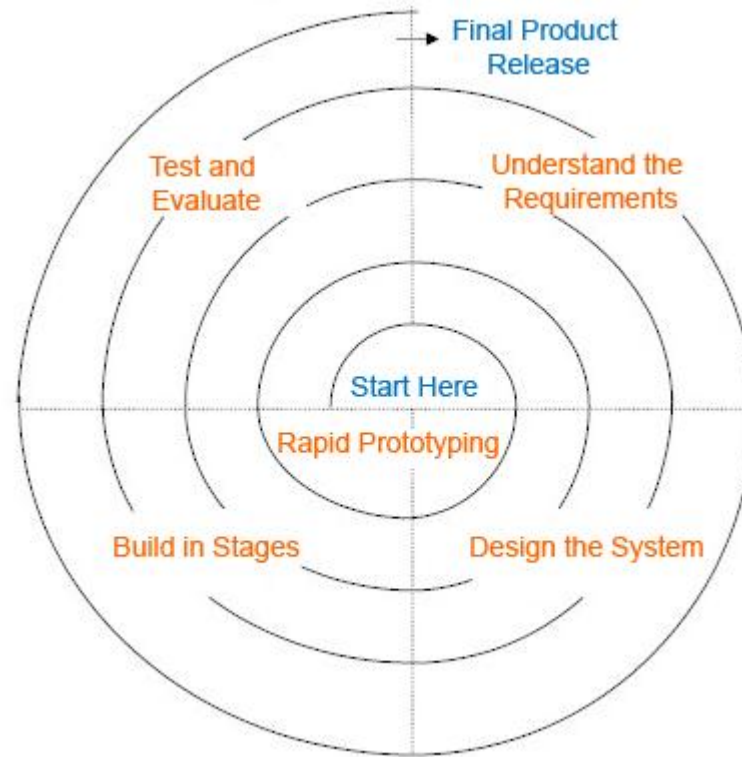 Final Product
Release
Test and
Evaluate
Understand the
Requirements
Start Here
Rapid Prototyping
Build in Stages
Design the System